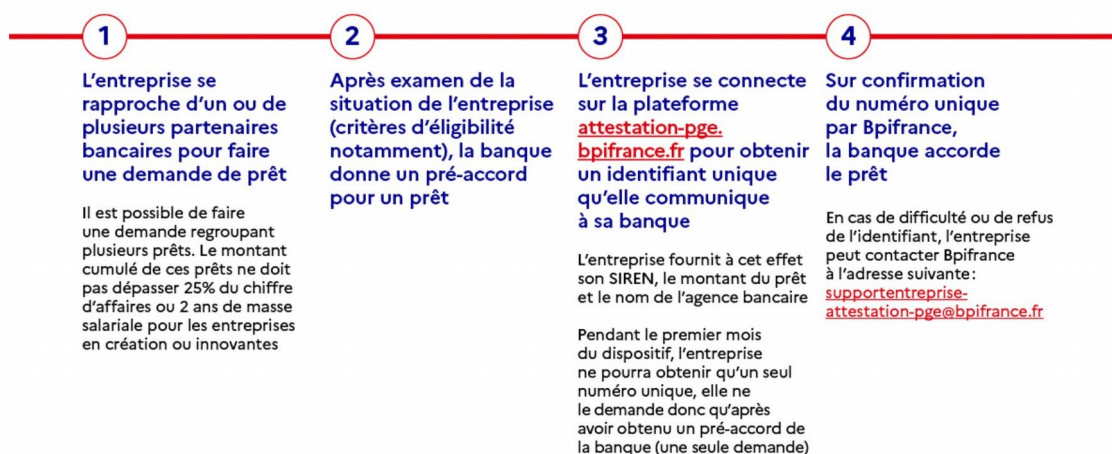 1
L'entreprise se
rapproche d'un ou de
plusieurs partenaires
bancaires pour faire
une demande de prêt
Il est possible de faire
une demande regroupant
plusieurs prêts. Le montant
cumulé de ces prêts ne doit
pas dépasser 25% du chiffre
d'affaires ou 2 ans de masse
salariale pour les entreprises
en création ou innovantes
2
Après examen de la
situation de l'entreprise
(critères d'éligibilité
notamment), la banque
donne un pré-accord
pour un prêt
3
L'entreprise se connecte
sur la plateforme
attestation-pge.
bpifrance.fr pour obtenir
un identifiant unique
qu'elle communique
à sa banque
L'entreprise fournit à cet effet
son SIREN, le montant du prêt
et le nom de l'agence bancaire
Pendant le premier mois
du dispositif, l'entreprise
ne pourra obtenir qu'un seul
numéro unique, elle ne
le demande donc qu'après
avoir obtenu un pré-accord de
la banque (une seule demande)
4
Sur confirmation
du numéro unique
par Bpifrance,
la banque accorde
le prêt
En cas de difficulté ou de refus
de l'identifiant, l'entreprise
peut contacter Bpifrance
à l'adresse suivante :
supportentreprise-
attestation-pge@bpifrance.fr